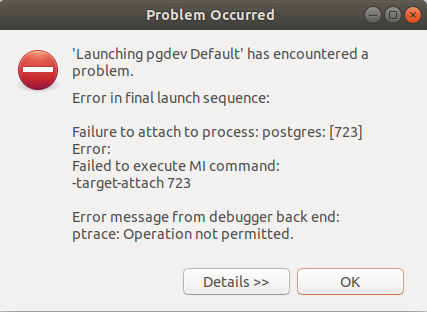 Problem Occurred
'Launching pgdev Default' has encountered a
problem.
Error in final launch sequence:
Failure to attach to process: postgres: [723]
Error:
Failed to execute MI command:
-target-attach 723
Error message from debugger back end:
ptrace: Operation not permitted.
Details >>
OK